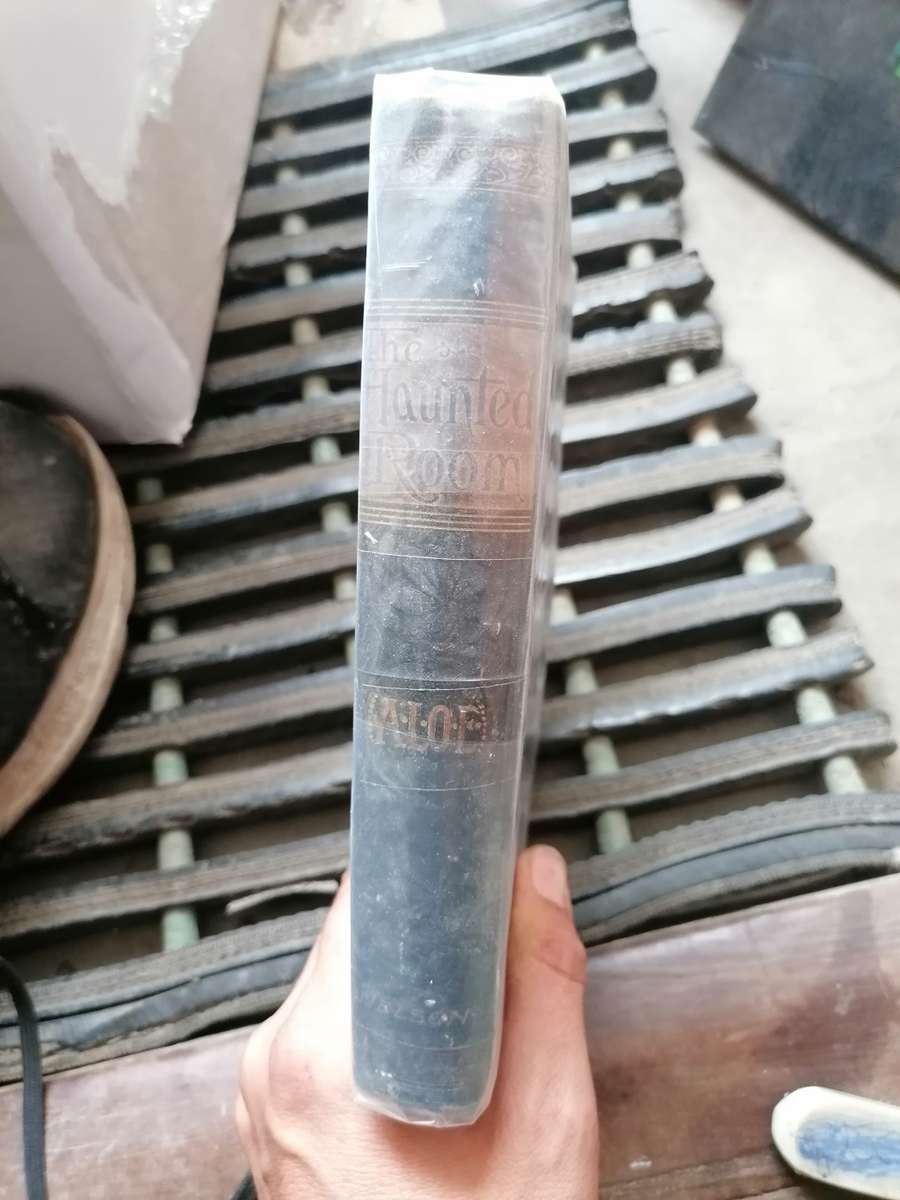 The
Haunted
Room
A·L·O·E·
NELSON